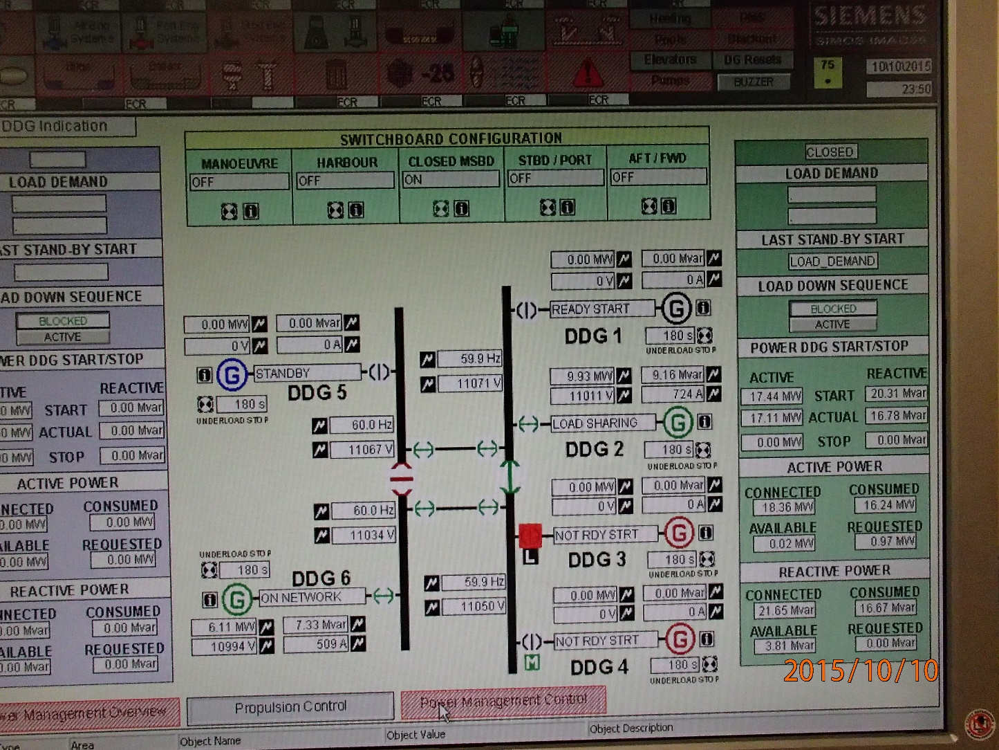 ECR ECR ECR ECR ECR
Air Eng Systems
SIEMENS
SIMOS IMAC55
Heeling
PMS
Blackout
Elevators
DG Resets
Pumps
BUZZER
-25
75
10\10\2015
23:50
ECR ECR ECR ECR ECR ECR
DDG Indication
SWITCHBOARD CONFIGURATION
MANOEUVRE HARBOUR CLOSED MSBD STBD / PORT AFT / FWD
OFF OFF ON OFF OFF
LOAD DEMAND
AST STAND-BY START
AD DOWN SEQUENCE
BLOCKED
ACTIVE
WER DDG START/STOP
TIVE REACTIVE
0 MW START 0.00 Mvar
0 MW ACTUAL 0.00 Mvar
0 MW STOP 0.00 Mvar
ACTIVE POWER
NNECTED CONSUMED
0.00 MW 0.00 MW
AILABLE REQUESTED
0.00 MW 0.00 MW
REACTIVE POWER
NNECTED CONSUMED
0.00 Mvar 0.00 Mvar
AILABLE REQUESTED
0.00 Mvar 0.00 Mvar
0.00 MW 0.00 Mvar
0 V 0 A
G STANDBY
DDG 5
180 s
UNDERLOAD STOP
60.0 Hz
11067 V
60.0 Hz
11034 V
UNDERLOAD STOP
180 s
DDG 6
G ON NETWORK
6.11 MW 7.33 Mvar
10994 V 509 A
59.9 Hz
11071 V
59.9 Hz
11050 V
0.00 MW 0.00 Mvar
0 V 0 A
READY START G
DDG 1
180 s
UNDERLOAD STOP
9.93 MW 9.16 Mvar
11011 V 724 A
LOAD SHARING G
DDG 2
180 s
UNDERLOAD STOP
0.00 MW 0.00 Mvar
0 V 0 A
NOT RDY STRT G
L
DDG 3
180 s
UNDERLOAD STOP
0.00 MW 0.00 Mvar
0 V 0 A
NOT RDY STRT G
M
DDG 4
180 s
UNDERLOAD STOP
CLOSED
LOAD DEMAND
LAST STAND-BY START
LOAD_DEMAND
LOAD DOWN SEQUENCE
BLOCKED
ACTIVE
POWER DDG START/STOP
ACTIVE REACTIVE
17.44 MW START 20.31 Mvar
17.11 MW ACTUAL 16.78 Mvar
0.00 MW STOP 0.00 Mvar
ACTIVE POWER
CONNECTED CONSUMED
18.36 MW 16.24 MW
AVAILABLE REQUESTED
0.02 MW 0.97 MW
REACTIVE POWER
CONNECTED CONSUMED
21.65 Mvar 16.67 Mvar
AVAILABLE REQUESTED
3.81 Mvar 0.00 Mvar
2015/10/10
wer Management Overview
Propulsion Control
Power Management Control
Type Area Object Name Object Value Object Description